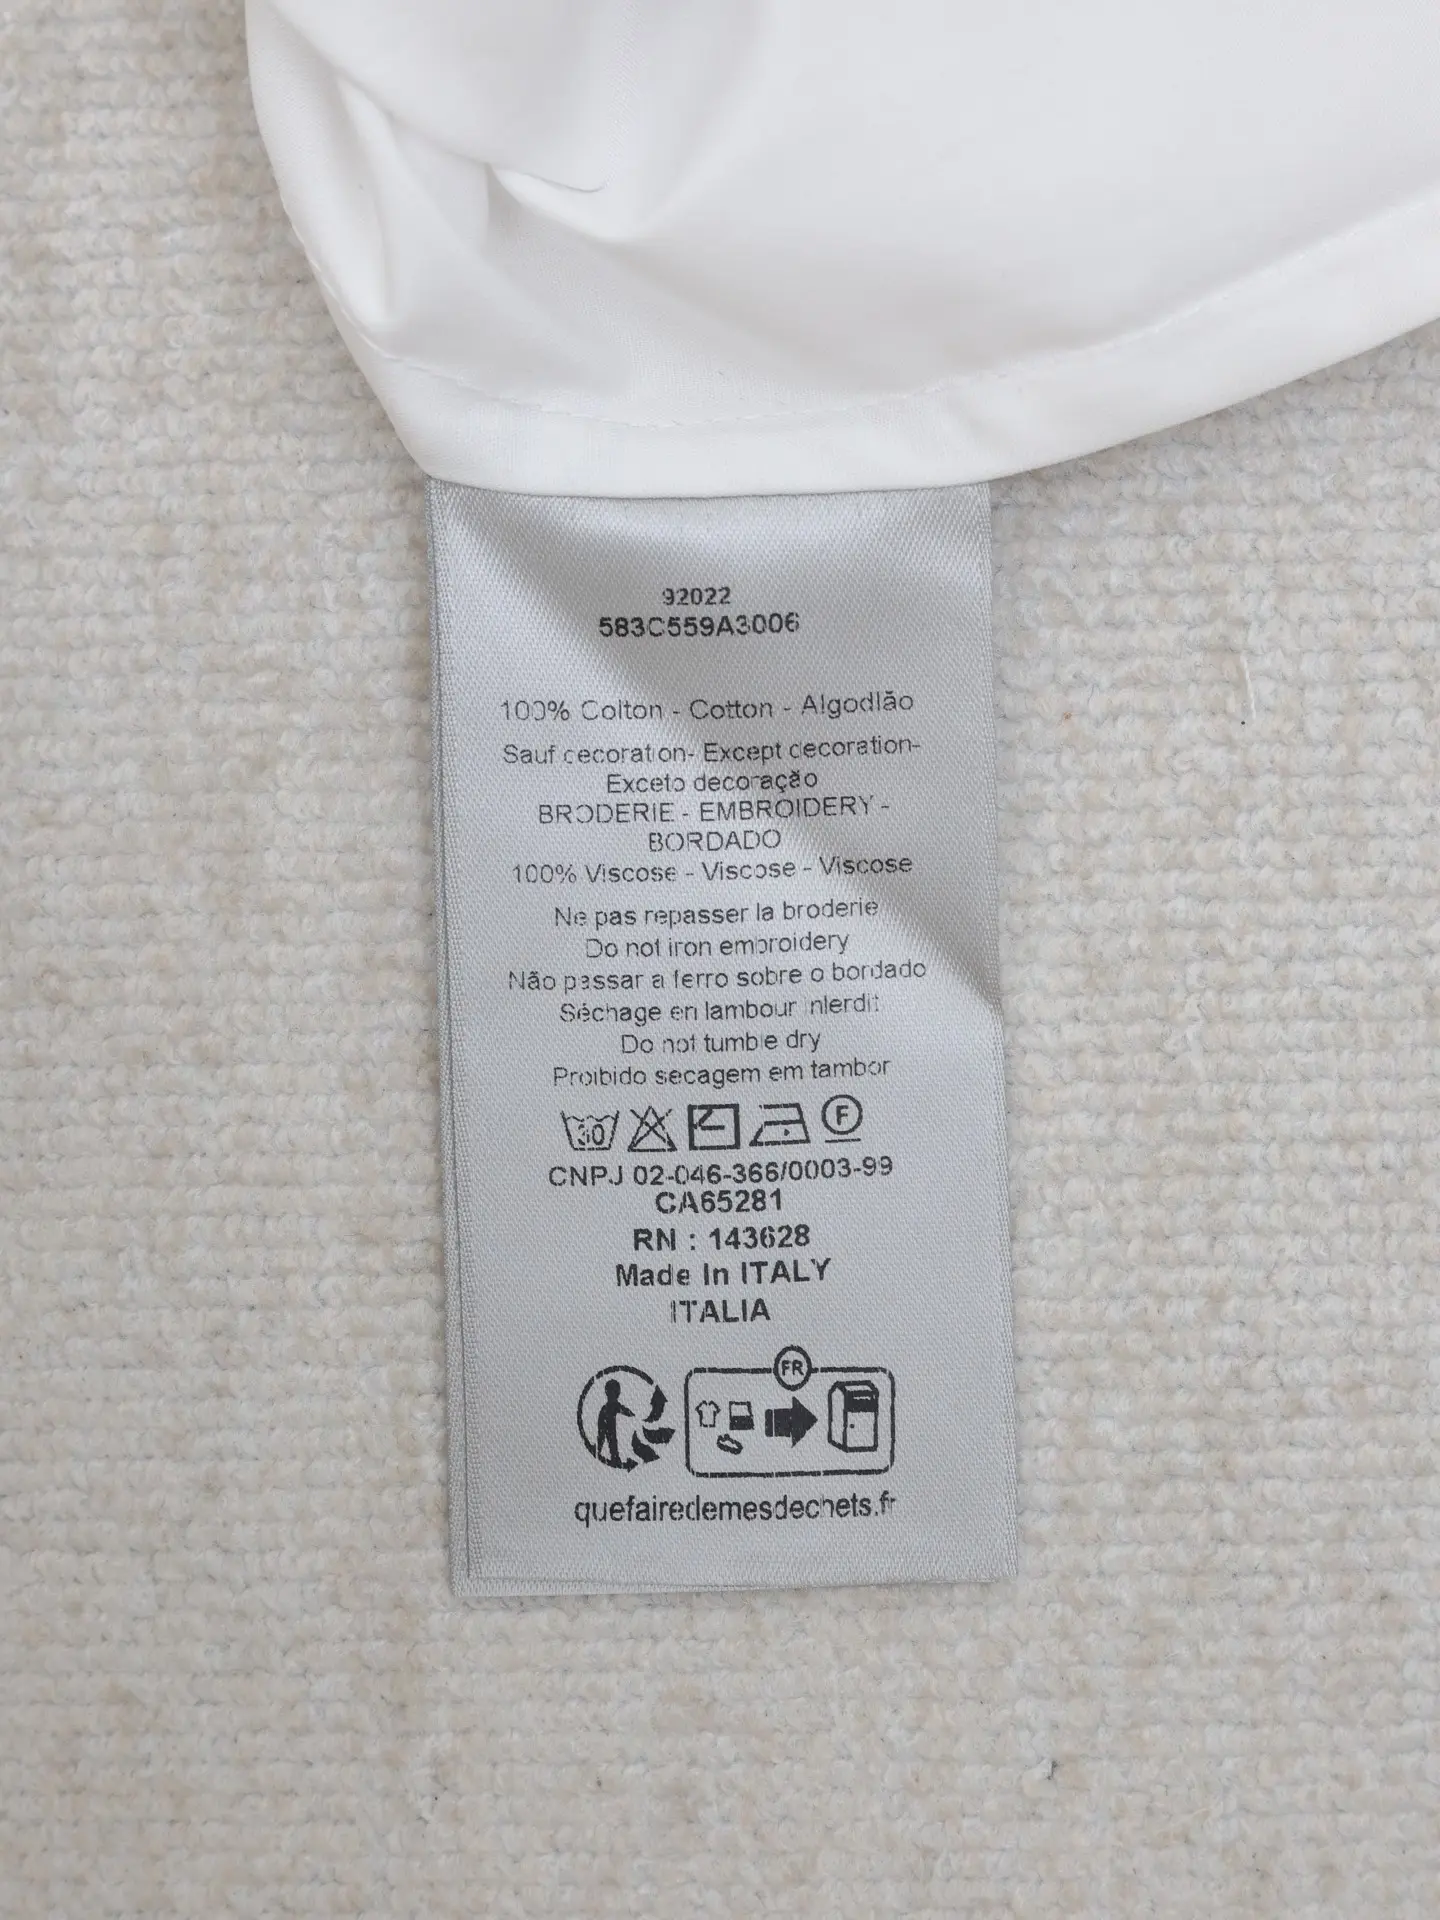 92022
583C559A3006
100% Colton - Cotton - Algodlão
Sauf decoration- Except decoration-
Exceto decoração
BRODERIE - EMBROIDERY -
BORDADO
100% Viscose - Viscose - Viscose
Ne pas repasser la broderie
Do not iron embroidery
Não passar a ferro sobre o bordado
Séchage en tambour interdit
Do not tumble dry
Proibido secagem em tambor
30 F
CNPJ 02-046-366/0003-99
CA65281
RN : 143628
Made In ITALY
ITALIA
FR
quefairedemesdechets.fr